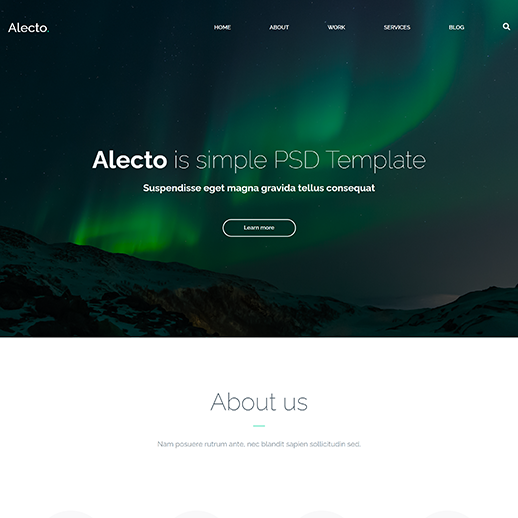 Alecto.
HOME ABOUT WORK SERVICES BLOG
Alecto is simple PSD Template
Suspendisse eget magna gravida tellus consequat
Learn more
About us
Nam posuere rutrum ante, nec blandit sapien sollicitudin sed.